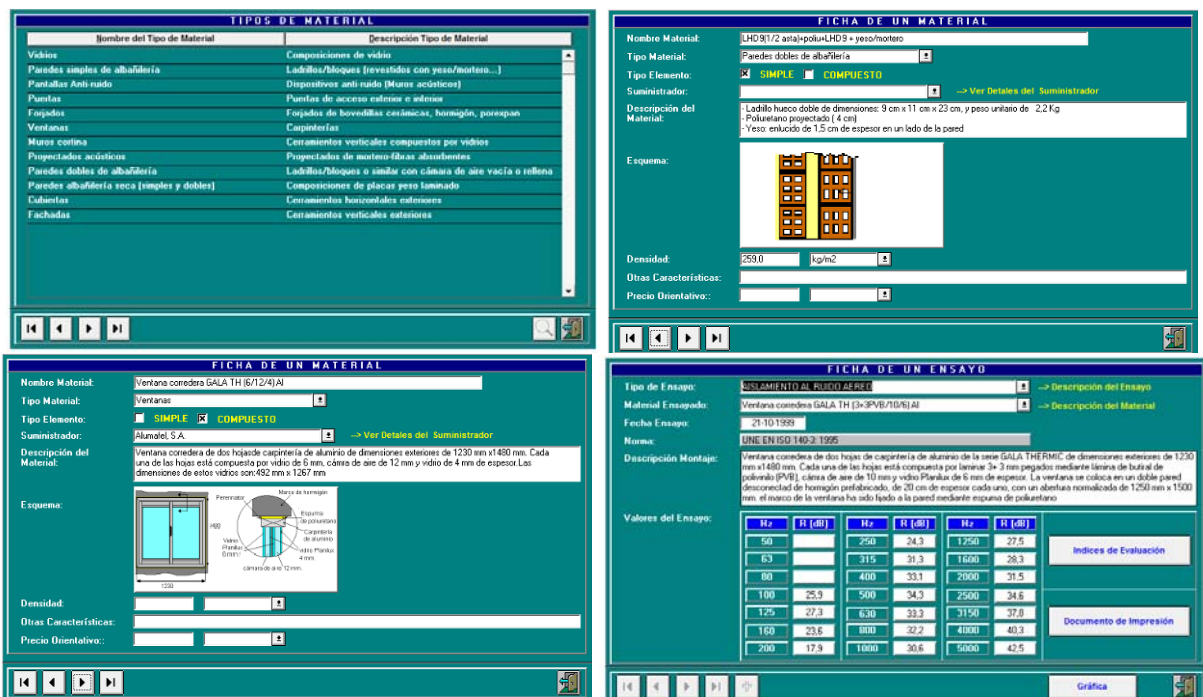 TIPOS DE MATERIAL
Nombre del Tipo de Material Descripción Tipo de Material
Vidrios Composiciones de vidrio
Paredes simples de albañilería Ladrillos/bloques (revestidos con yeso/mortero...)
Pantallas Anti-ruido Dispositivos anti-ruido (Muros acústicos)
Puertas Puertas de acceso exterior e interior
Forjados Forjados de bovedillas cerámicas, hormigón, porexpan
Ventanas Carpinterías
Muros cortina Cerramientos verticales compuestos por vidrios
Proyectados acústicos Proyectados de mortero-fibras absorbentes
Paredes dobles de albañilería Ladrillos/bloques o similar con cámara de aire vacía o rellena
Paredes albañilería seca (simples y dobles) Composiciones de placas yeso laminado
Cubiertas Cerramientos horizontales exteriores
Fachadas Cerramientos verticales exteriores
FICHA DE UN MATERIAL
Nombre Material: LHD9(1/2 asta)+poliu+LHD9 + yeso/mortero
Tipo Material: Paredes dobles de albañilería
Tipo Elemento: SIMPLE COMPUESTO
Suministrador: --> Ver Detales del Suministrador
Descripción del Material: - Ladillo hueco doble de dimensiones: 9 cm x 11 cm x 23 cm, y peso unitario de 2,2 Kg
- Poliuretano proyectado ( 4 cm)
- Yeso: enlucido de 1,5 cm de espesor en un lado de la pared
Esquema:
Densidad: 259,0 kg/m2
Otras Características:
Precio Orientativo::
FICHA DE UN MATERIAL
Nombre Material: Ventana corredera GALA TH (6/12/4) Al
Tipo Material: Ventanas
Tipo Elemento: SIMPLE COMPUESTO
Suministrador: Alumafel, S.A. --> Ver Detales del Suministrador
Descripción del Material: Ventana corredera de dos hojasde carpintería de aluminio de dimensiones exteriores de 1230 mm x1480 mm. Cada
una de las hojas está compuesta por vidrio de 6 mm, cámra de aire de 12 mm y vidrio de 4 mm de espesor.Las
dimensiones de estos vidrios son:492 mm x 1267 mm
Esquema:
Perennator
Marco de hormigón
Espuma de poliuretano
Carpintería de aluminio
1480
Vidrio Planilux 6 mm
vidrio Planilux 4 mm
cámara de aire 12 mm.
1230
Densidad:
Otras Características:
Precio Orientativo::
FICHA DE UN ENSAYO
Tipo de Ensayo: AISLAMIENTO AL RUIDO AEREO --> Descripción del Ensayo
Material Ensayado: Ventana corredera GALA TH (3+3PVB/10/6) Al --> Descripción del Material
Fecha Ensayo: 21-10-1999
Norma: UNE EN ISO 140-3: 1995
Descripción Montaje: Ventana corredera de dos hojas de carpintería de aluminio de la serie GALA THERMIC de dimensiones exteriores de 1230
mm x1480 mm. Cada una de las hojas está compuesta por laminar 3+ 3 mm pegados mediante lámina de butiral de
polivinilo (PVB), cámsa de aire de 10 mm y vidrio Planilux de 6 mm de espesor. La ventana se coloca en un doble pared
desconectad de hormigón prefabricado, de 20 cm de espesor cada uno, con un abertura normalizada de 1250 mm x 1500
mm. el marco de la ventana ha sido fijado a la pared mediante espuma de poliuretano
Valores del Ensayo:
Hz R (dB) Hz R (dB) Hz R (dB)
50 250 24,3 1250 27,5
63 315 31,3 1600 28,3
80 400 33,1 2000 31,5
100 25,9 500 34,3 2500 34,6
125 27,3 630 33,3 3150 37,8
160 23,6 800 32,2 4000 40,3
200 17,9 1000 30,6 5000 42,5
Indices de Evaluación
Documento de Impresión
Gráfica